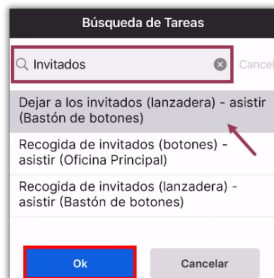 Búsqueda de Tareas
Invitados
Cancel
Dejar a los invitados (lanzadera) - asistir
(Bastón de botones)
Recogida de invitados (botones) -
asistir (Oficina Principal)
Recogida de invitados (lanzadera) -
asistir (Bastón de botones)
Ok
Cancelar